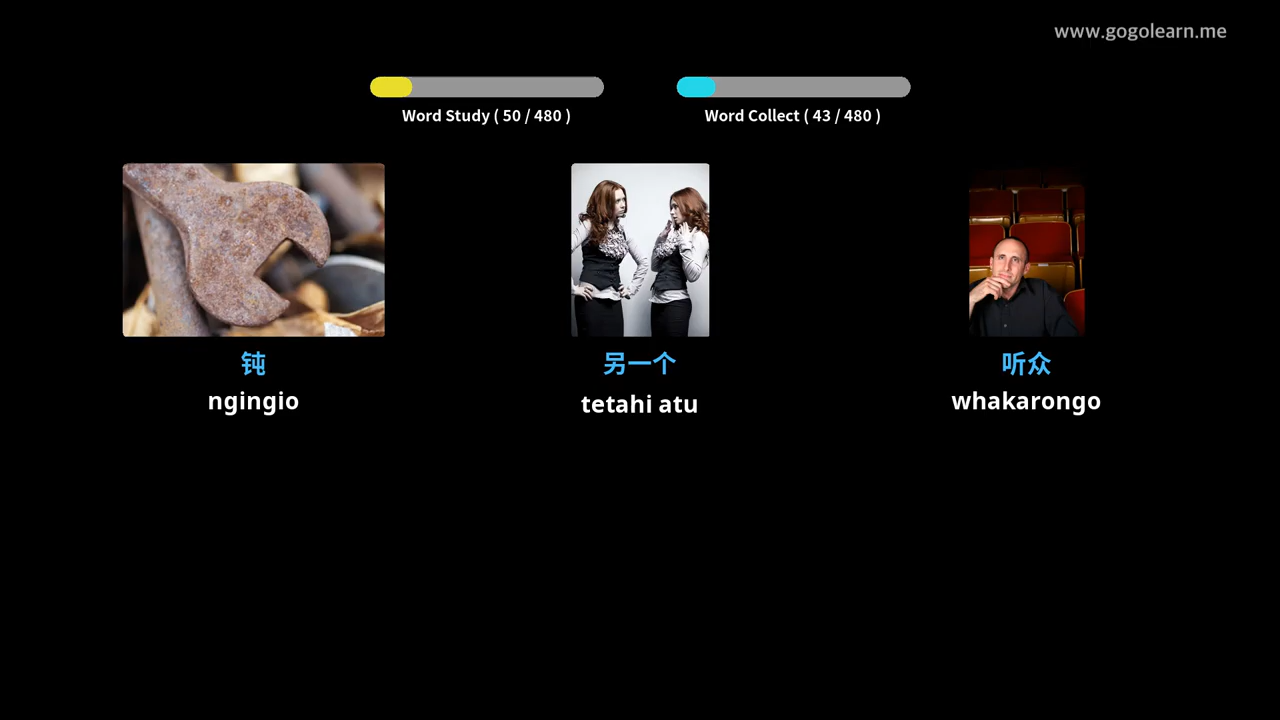 www.gogolearn.me
Word Study ( 50 / 480 )
Word Collect ( 43 / 480 )
钝
ngingio
另一个
tetahi atu
听众
whakarongo